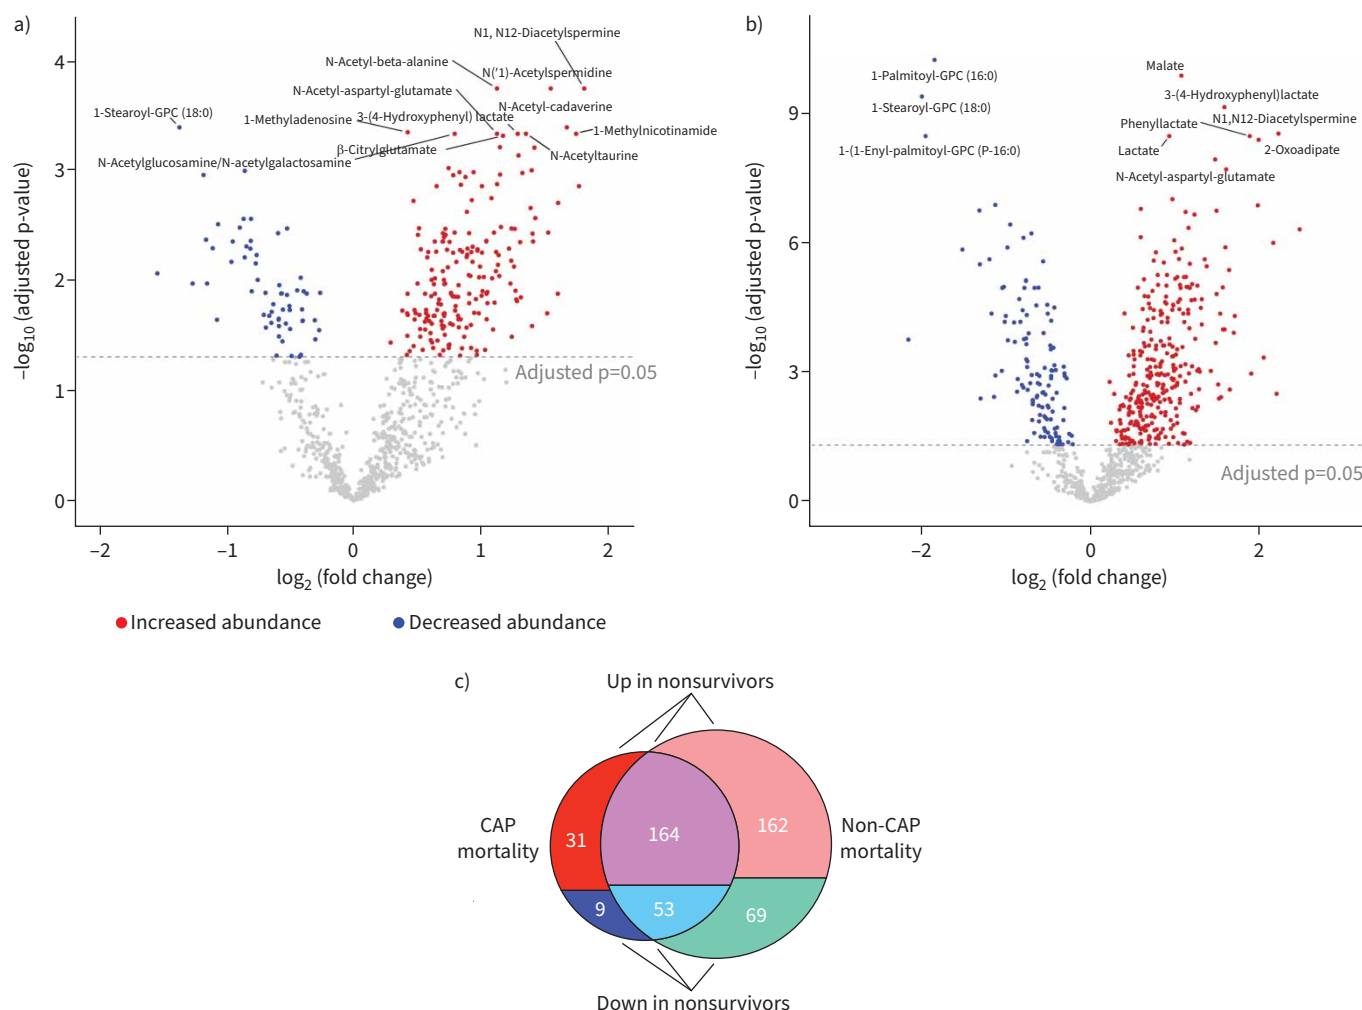 a)
N1, N12-Diacetylspermine
N-Acetyl-beta-alanine
N('1)-Acetylspermidine
N-Acetyl-aspartyl-glutamate
N-Acetyl-cadaverine
1-Stearoyl-GPC (18:0)
1-Methyladenosine
3-(4-Hydroxyphenyl) lactate
1-Methylnicotinamide
β-Citrylglutamate
N-Acetyltaurine
N-Acetylglucosamine/N-acetylgalactosamine
Adjusted p=0.05
4
3
2
1
0
−log10 (adjusted p-value)
−2
−1
0
1
2
log2 (fold change)
b)
1-Palmitoyl-GPC (16:0)
1-Stearoyl-GPC (18:0)
1-(1-Enyl-palmitoyl-GPC (P-16:0)
Malate
3-(4-Hydroxyphenyl)lactate
Phenyllactate
N1,N12-Diacetylspermine
Lactate
2-Oxoadipate
N-Acetyl-aspartyl-glutamate
Adjusted p=0.05
9
6
3
0
−log10 (adjusted p-value)
−2
0
2
log2 (fold change)
Increased abundance
Decreased abundance
c)
Up in nonsurvivors
CAP
mortality
31
164
162
Non-CAP
mortality
9
53
69
Down in nonsurvivors